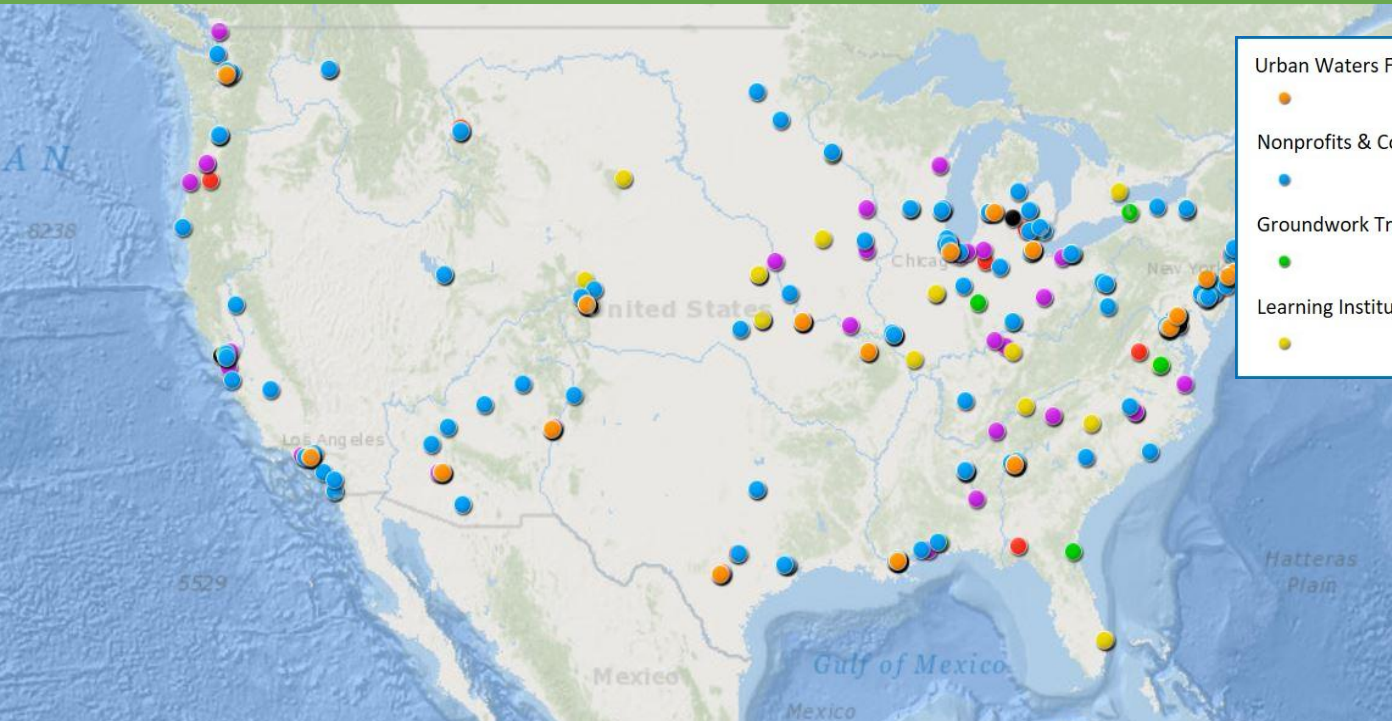 Urban Waters F
Nonprofits & Co
Groundwork Tr
Learning Institu
A N
8238
Chicag
New York
United States
Los Angeles
5529
Hatteras
Plain
Gulf of Mexico
Mexico
Mexico